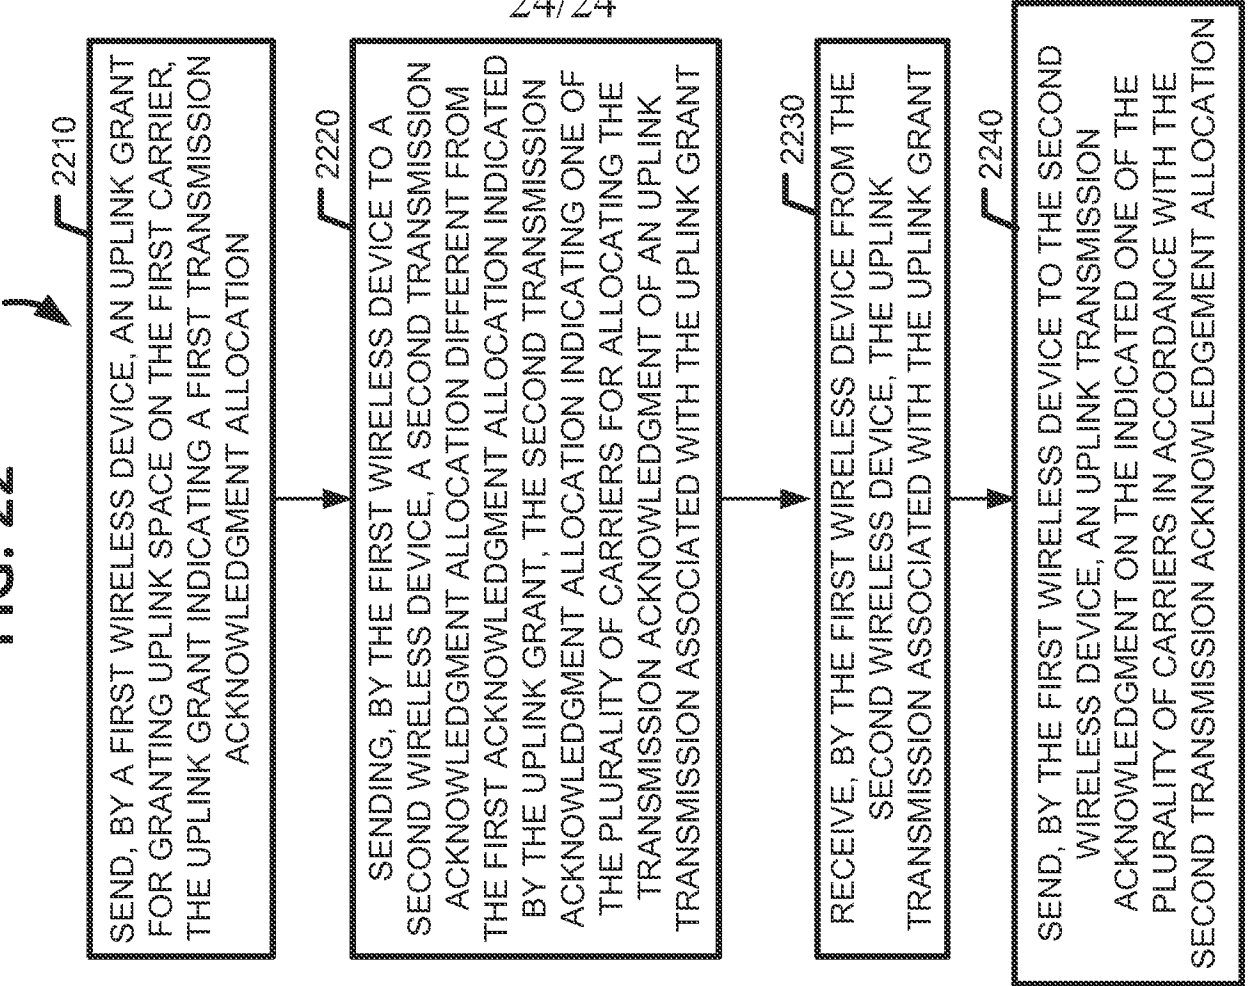 24/24
FIG. 22
2210
SEND, BY A FIRST WIRELESS DEVICE, AN UPLINK GRANT
FOR GRANTING UPLINK SPACE ON THE FIRST CARRIER,
THE UPLINK GRANT INDICATING A FIRST TRANSMISSION
ACKNOWLEDGMENT ALLOCATION
2220
SENDING, BY THE FIRST WIRELESS DEVICE TO A
SECOND WIRELESS DEVICE, A SECOND TRANSMISSION
ACKNOWLEDGMENT ALLOCATION DIFFERENT FROM
THE FIRST ACKNOWLEDGMENT ALLOCATION INDICATED
BY THE UPLINK GRANT, THE SECOND TRANSMISSION
ACKNOWLEDGMENT ALLOCATION INDICATING ONE OF
THE PLURALITY OF CARRIERS FOR ALLOCATING THE
TRANSMISSION ACKNOWLEDGMENT OF AN UPLINK
TRANSMISSION ASSOCIATED WITH THE UPLINK GRANT
2230
RECEIVE, BY THE FIRST WIRELESS DEVICE FROM THE
SECOND WIRELESS DEVICE, THE UPLINK
TRANSMISSION ASSOCIATED WITH THE UPLINK GRANT
2240
SEND, BY THE FIRST WIRELESS DEVICE TO THE SECOND
WIRELESS DEVICE, AN UPLINK TRANSMISSION
ACKNOWLEDGMENT ON THE INDICATED ONE OF THE
PLURALITY OF CARRIERS IN ACCORDANCE WITH THE
SECOND TRANSMISSION ACKNOWLEDGEMENT ALLOCATION